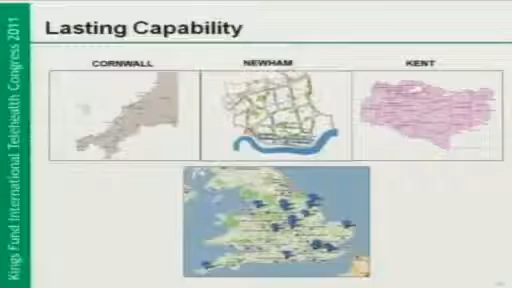 Lasting Capability
CORNWALL
NEWHAM
KENT
Kings Fund International Telehealth Congress 2011